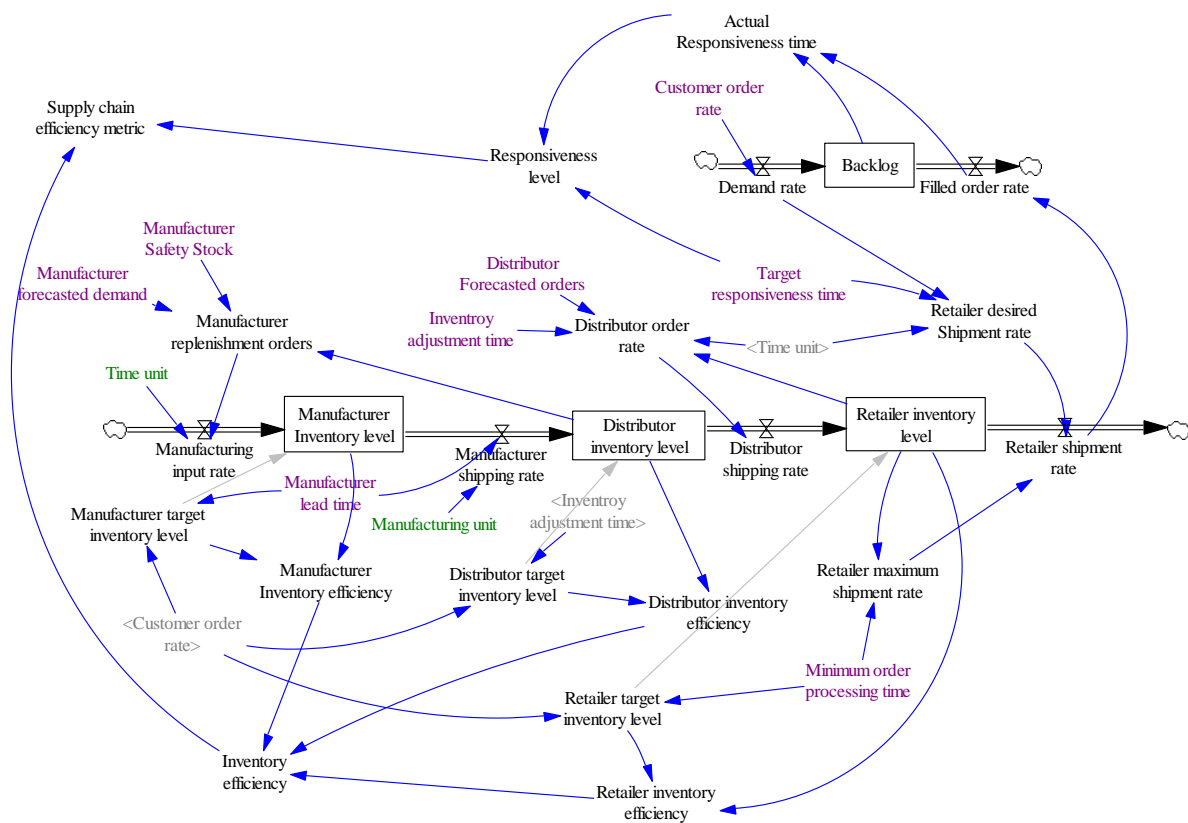 Actual
Responsiveness time
Customer order
rate
Supply chain
efficiency metric
Responsiveness
level
Backlog
Demand rate
Filled order rate
Manufacturer
Safety Stock
Manufacturer
forecasted demand
Distributor
Forecasted orders
Target
responsiveness time
Manufacturer
replenishment orders
Inventroy
adjustment time
Distributor order
rate
<Time unit>
Retailer desired
Shipment rate
Time unit
Manufacturer
Inventory level
Distributor
inventory level
Retailer inventory
level
Manufacturing
input rate
Manufacturer
shipping rate
Distributor
shipping rate
Retailer shipment
rate
Manufacturer
lead time
Manufacturer target
inventory level
Manufacturing unit
<Inventroy
adjustment time>
Manufacturer
Inventory efficiency
Distributor target
inventory level
Distributor inventory
efficiency
Retailer maximum
shipment rate
<Customer order
rate>
Minimum order
processing time
Retailer target
inventory level
Inventory
efficiency
Retailer inventory
efficiency